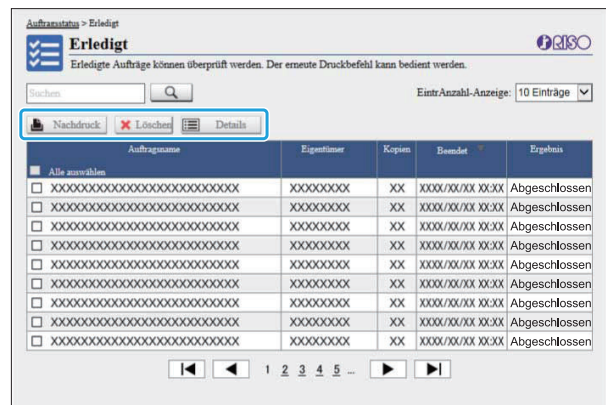 Auftragsstatus > Erledigt
Erledigt
RISO
Erledigte Aufträge können überprüft werden. Der erneute Druckbefehl kann bedient werden.
Suchen
EintrAnzahl-Anzeige: 10 Einträge
Nachdruck Löschen Details
Auftragsname Eigentümer Kopien Beendet Ergebnis
Alle auswählen
XXXXXXXXXXXXXXXXXXXXXXXXX XXXXXXXX XX XXXX/XX/XX XX:XX Abgeschlossen
XXXXXXXXXXXXXXXXXXXXXXXXX XXXXXXXX XX XXXX/XX/XX XX:XX Abgeschlossen
XXXXXXXXXXXXXXXXXXXXXXXXX XXXXXXXX XX XXXX/XX/XX XX:XX Abgeschlossen
XXXXXXXXXXXXXXXXXXXXXXXXX XXXXXXXX XX XXXX/XX/XX XX:XX Abgeschlossen
XXXXXXXXXXXXXXXXXXXXXXXXX XXXXXXXX XX XXXX/XX/XX XX:XX Abgeschlossen
XXXXXXXXXXXXXXXXXXXXXXXXX XXXXXXXX XX XXXX/XX/XX XX:XX Abgeschlossen
XXXXXXXXXXXXXXXXXXXXXXXXX XXXXXXXX XX XXXX/XX/XX XX:XX Abgeschlossen
XXXXXXXXXXXXXXXXXXXXXXXXX XXXXXXXX XX XXXX/XX/XX XX:XX Abgeschlossen
XXXXXXXXXXXXXXXXXXXXXXXXX XXXXXXXX XX XXXX/XX/XX XX:XX Abgeschlossen
1 2 3 4 5 ...